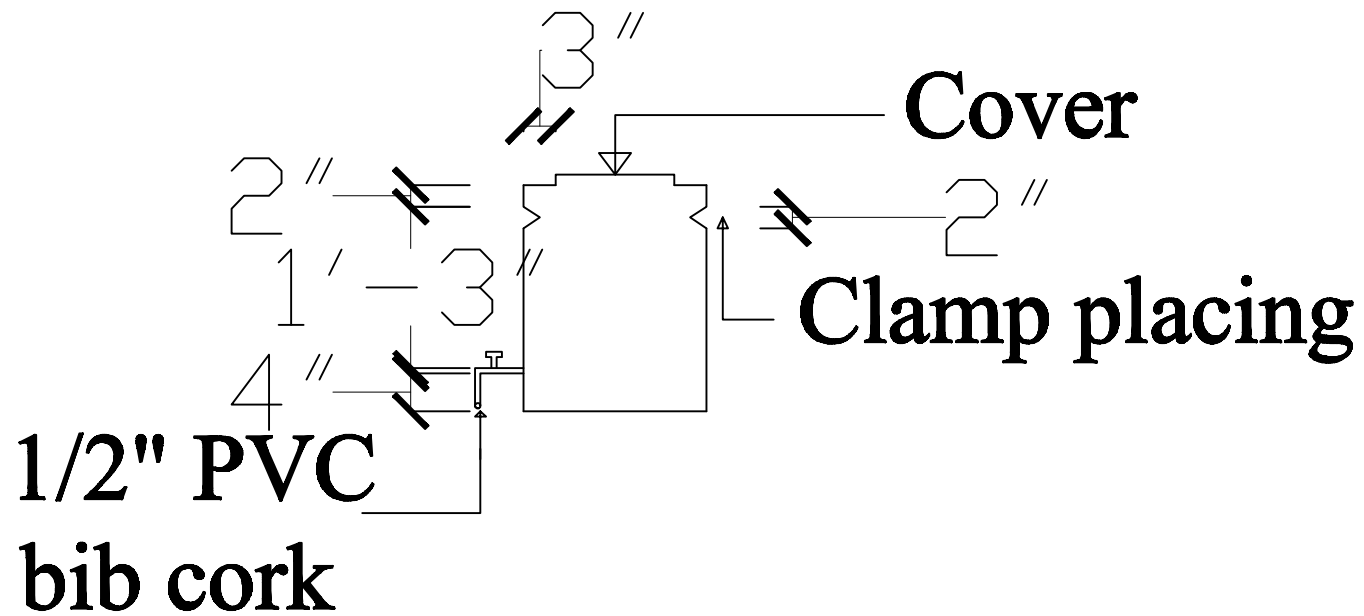 3"
Cover
2"
2"
1'-3"
Clamp placing
4"
1/2" PVC
bib cork